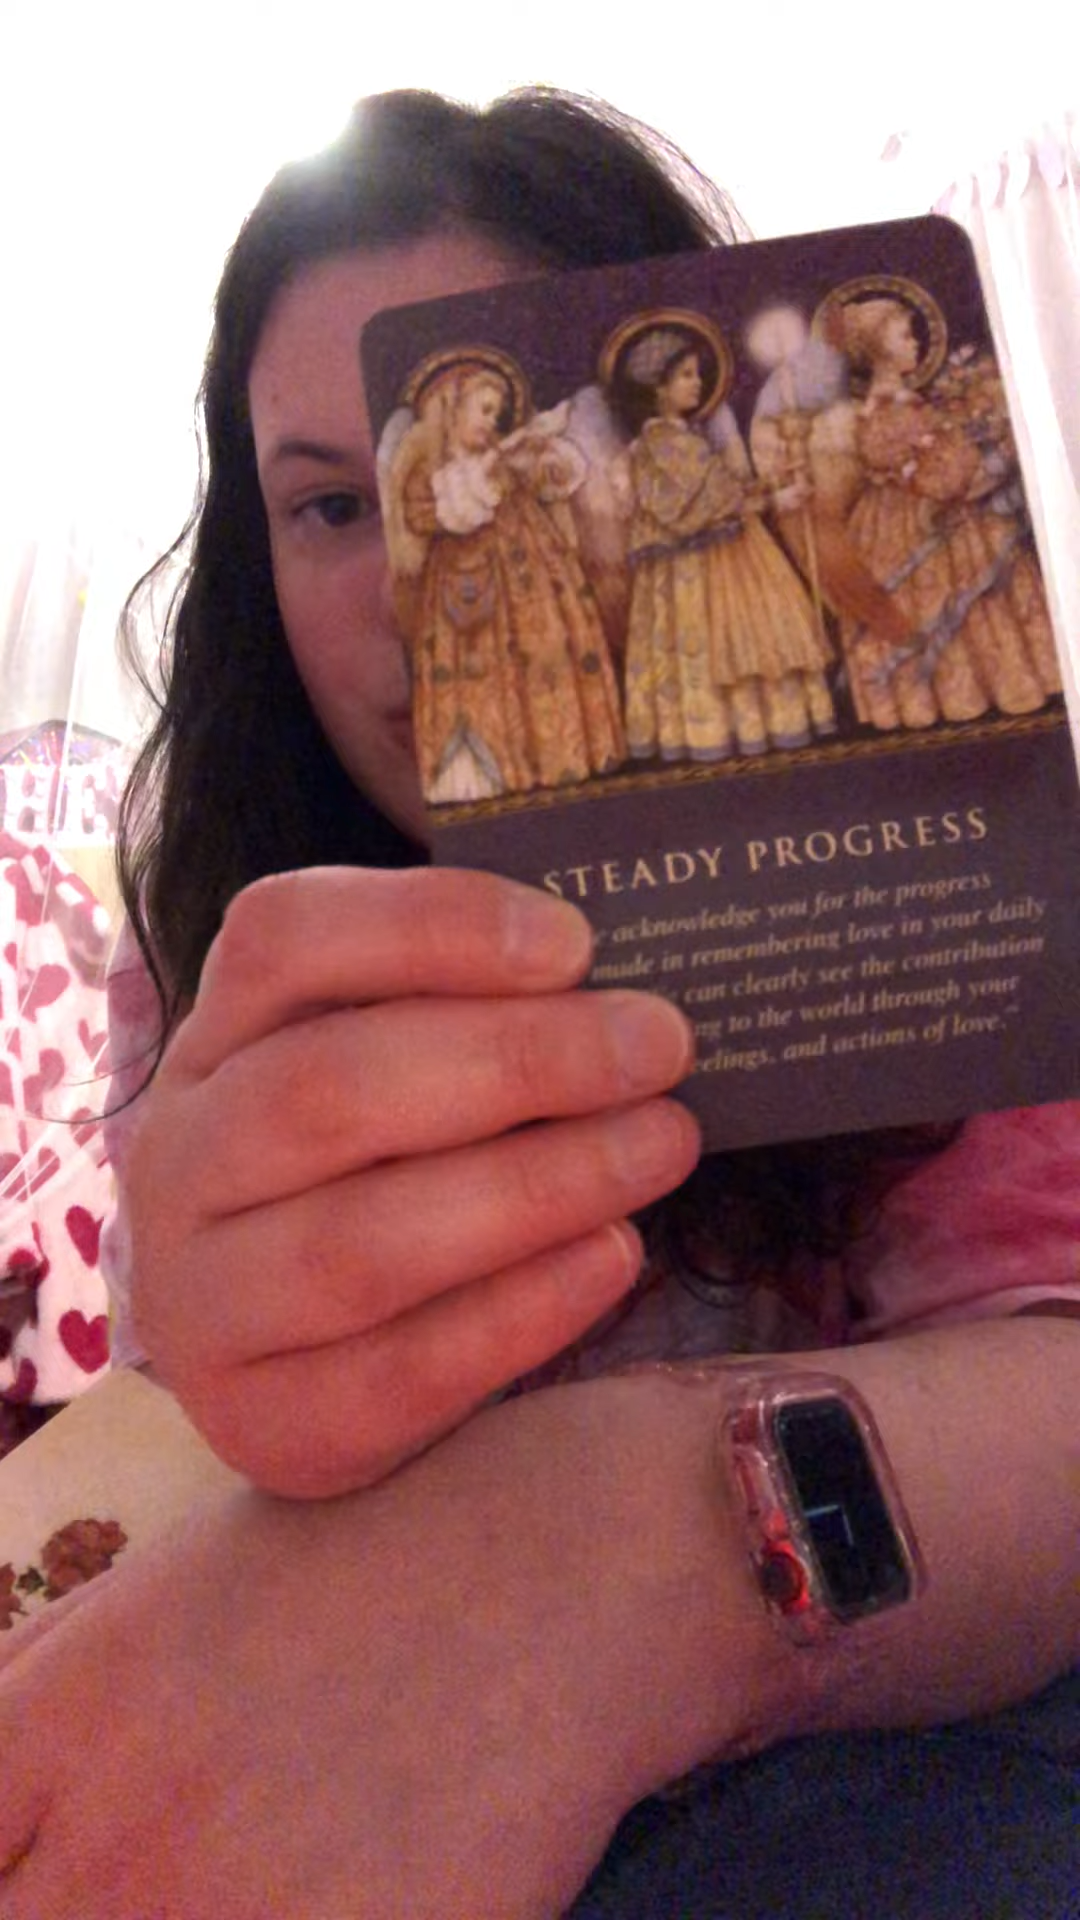 HE
STEADY PROGRESS
acknowledge you for the progress
made in remembering love in your daily
can clearly see the contribution
to the world through your
and actions of love."